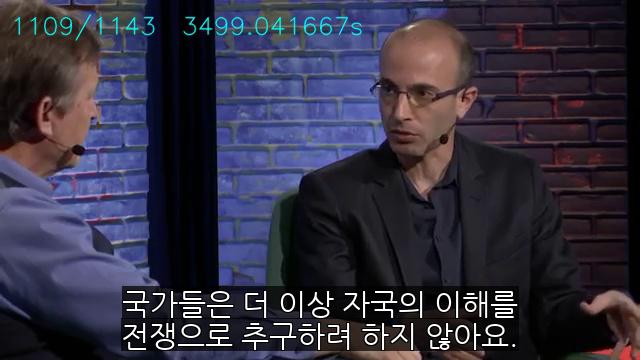 1109/1143 3499.041667s
국가들은 더 이상 자국의 이해를
전쟁으로 추구하려 하지 않아요.